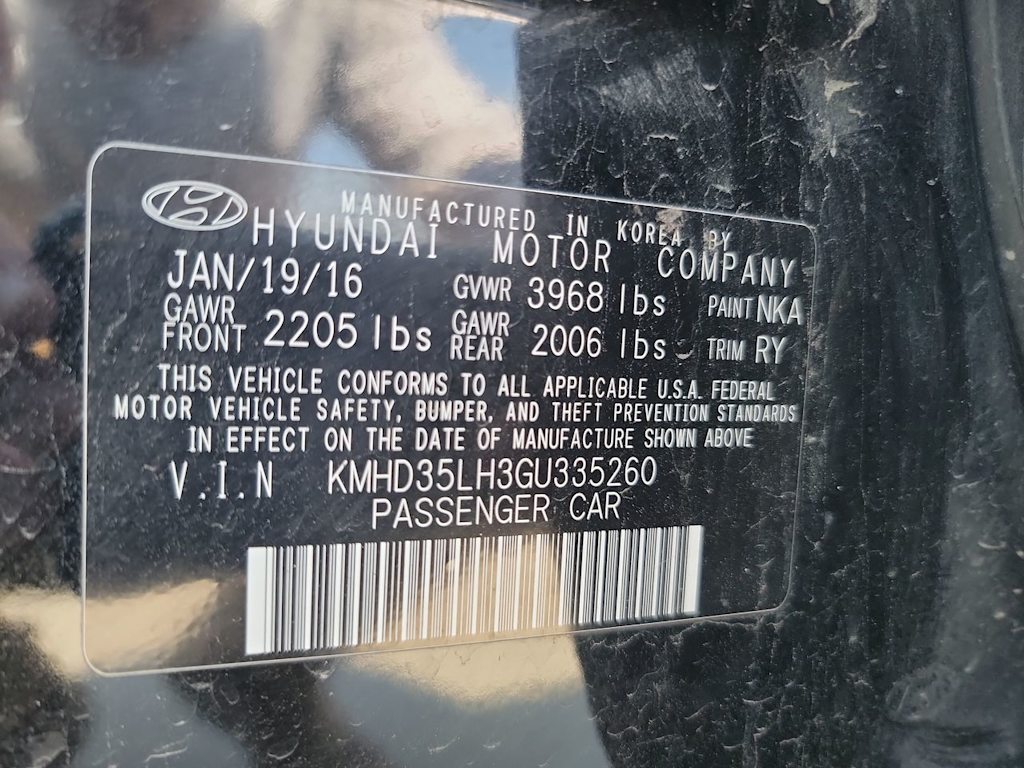 MANUFACTURED IN KOREA BY
HYUNDAI MOTOR COMPANY
JAN/19/16 GVWR 3968 lbs PAINT NKA
GAWR FRONT 2205 lbs GAWR REAR 2006 lbs TRIM RY
THIS VEHICLE CONFORMS TO ALL APPLICABLE U.S.A. FEDERAL
MOTOR VEHICLE SAFETY, BUMPER, AND THEFT PREVENTION STANDARDS
IN EFFECT ON THE DATE OF MANUFACTURE SHOWN ABOVE
V.I.N KMHD35LH3GU335260
PASSENGER CAR